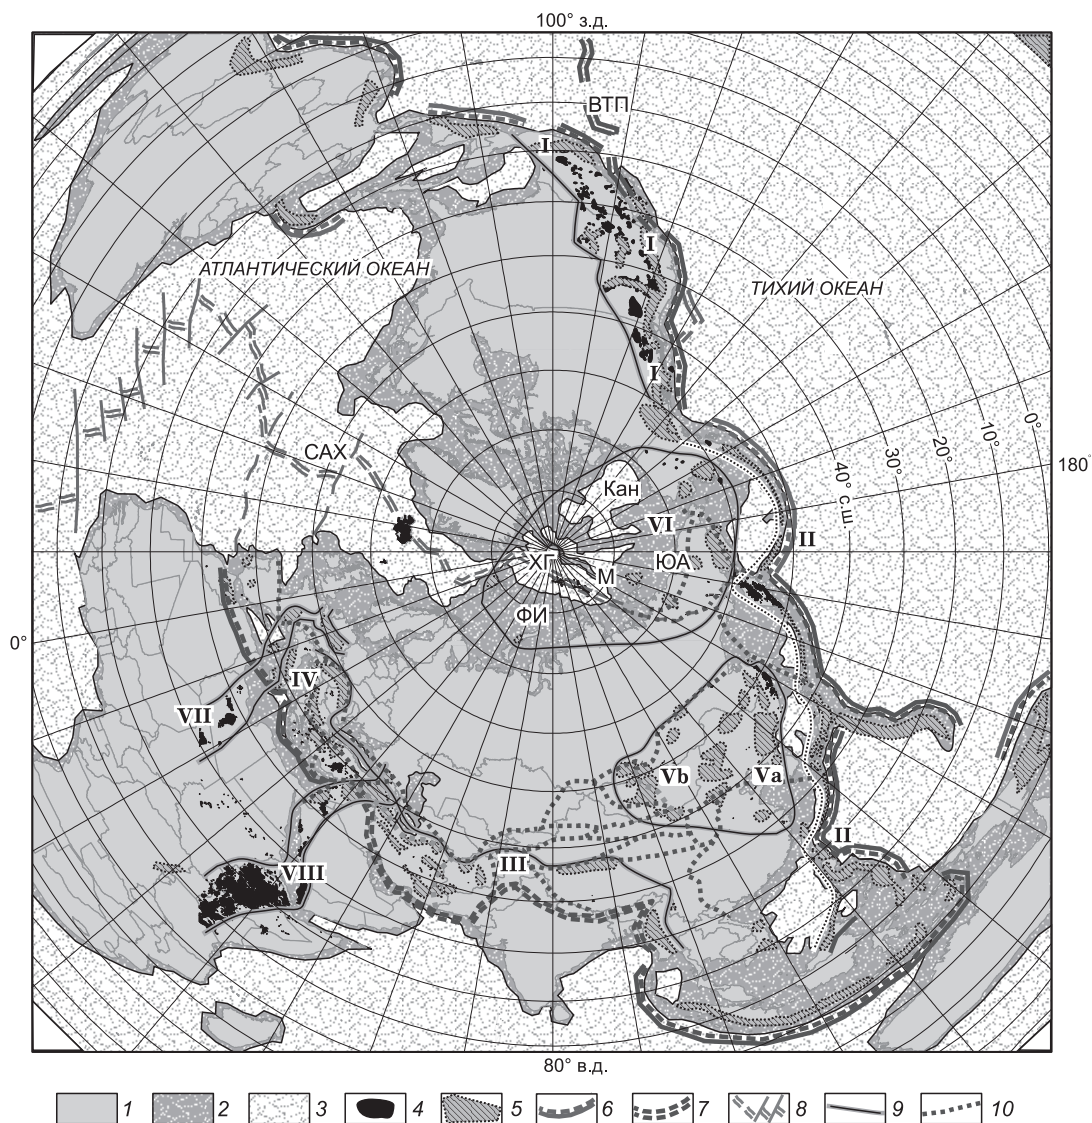 100° з.д.
ВТП
I
АТЛАНТИЧЕСКИЙ ОКЕАН
I
ТИХИЙ ОКЕАН
I
0°
10°
20°
30°
40° с.ш.
САХ
180°
Кан
VI
II
ХГ
ЮА
М
ФИ
0°
IV
VII
Vb
Va
II
VIII
III
80° в.д.
1 2 3 4 5 6 7 8 9 10